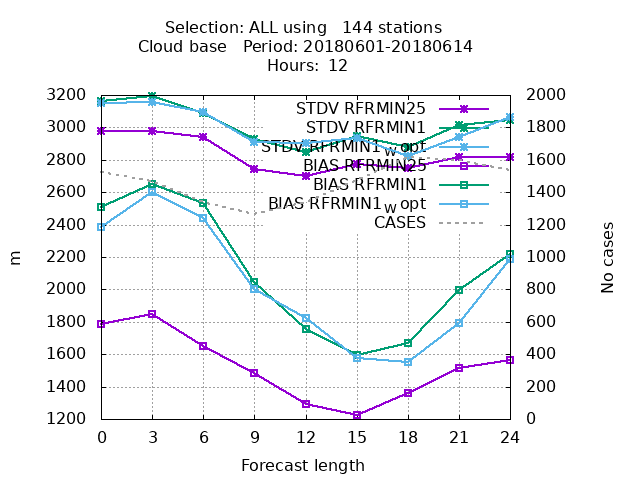 Selection: ALL using   144 stations
Cloud base   Period: 20180601-20180614
Hours:  12
3200
3000
2800
2600
2400
2200
2000
1800
1600
1400
1200
m
2000
1800
1600
1400
1200
1000
800
600
400
200
0
No cases
STDV RFRMIN25
STDV RFRMIN1
STDV RFRMIN1_W opt
BIAS RFRMIN25
BIAS RFRMIN1
BIAS RFRMIN1_W opt
CASES
0 3 6 9 12 15 18 21 24
Forecast length